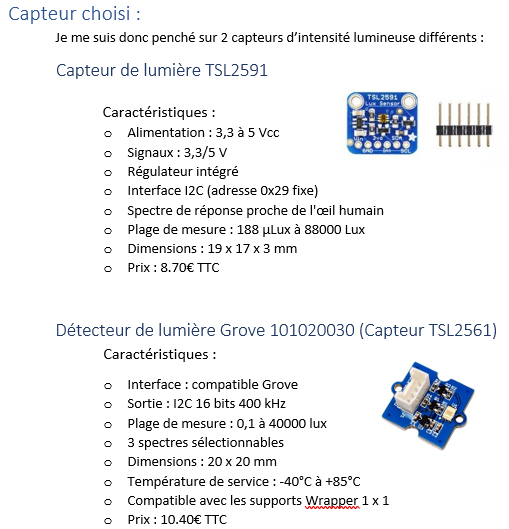 Capteur choisi :
Je me suis donc penché sur 2 capteurs d’intensité lumineuse différents :
Capteur de lumière TSL2591
TSL2591
Lux Sensor
Caractéristiques :
o Alimentation : 3,3 à 5 Vcc
o Signaux : 3,3/5 V
o Régulateur intégré
o Interface I2C (adresse 0x29 fixe)
o Spectre de réponse proche de l'œil humain
o Plage de mesure : 188 µLux à 88000 Lux
o Dimensions : 19 x 17 x 3 mm
o Prix : 8.70€ TTC
Détecteur de lumière Grove 101020030 (Capteur TSL2561)
Caractéristiques :
o Interface : compatible Grove
o Sortie : I2C 16 bits 400 kHz
o Plage de mesure : 0,1 à 40000 lux
o 3 spectres sélectionnables
o Dimensions : 20 x 20 mm
o Température de service : -40°C à +85°C
o Compatible avec les supports Wrapper 1 x 1
o Prix : 10.40€ TTC